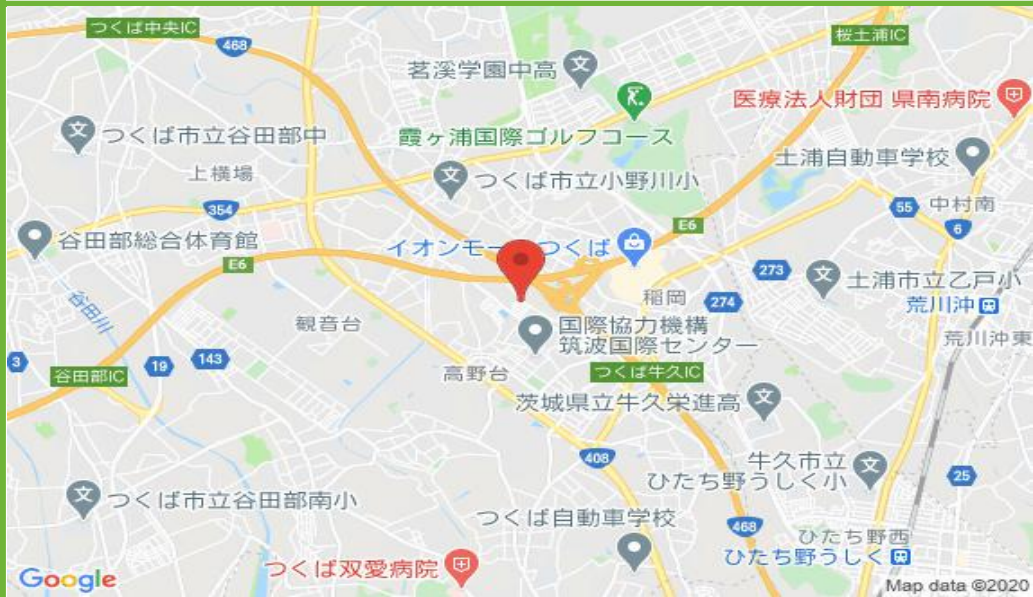 つくば中央IC
468
桜土浦IC
茗溪学園中高
医療法人財団 県南病院
つくば市立谷田部中
霞ヶ浦国際ゴルフコース
土浦自動車学校
上横場
つくば市立小野川小
354
55
中村南
6
谷田部総合体育館
イオンモー
つくば
E6
E6
273
土浦市立乙戸小
谷田川
稲岡
274
荒川沖
観音台
国際協力機構
筑波国際センター
荒川沖東
3
19
143
谷田部IC
高野台
つくば牛久IC
茨城県立牛久栄進高
408
牛久市立
ひたち野うしく小
25
つくば市立谷田部南小
つくば自動車学校
468
ひたち野西
ひたち野うしく
つくば双愛病院
Google
Map data ©2020